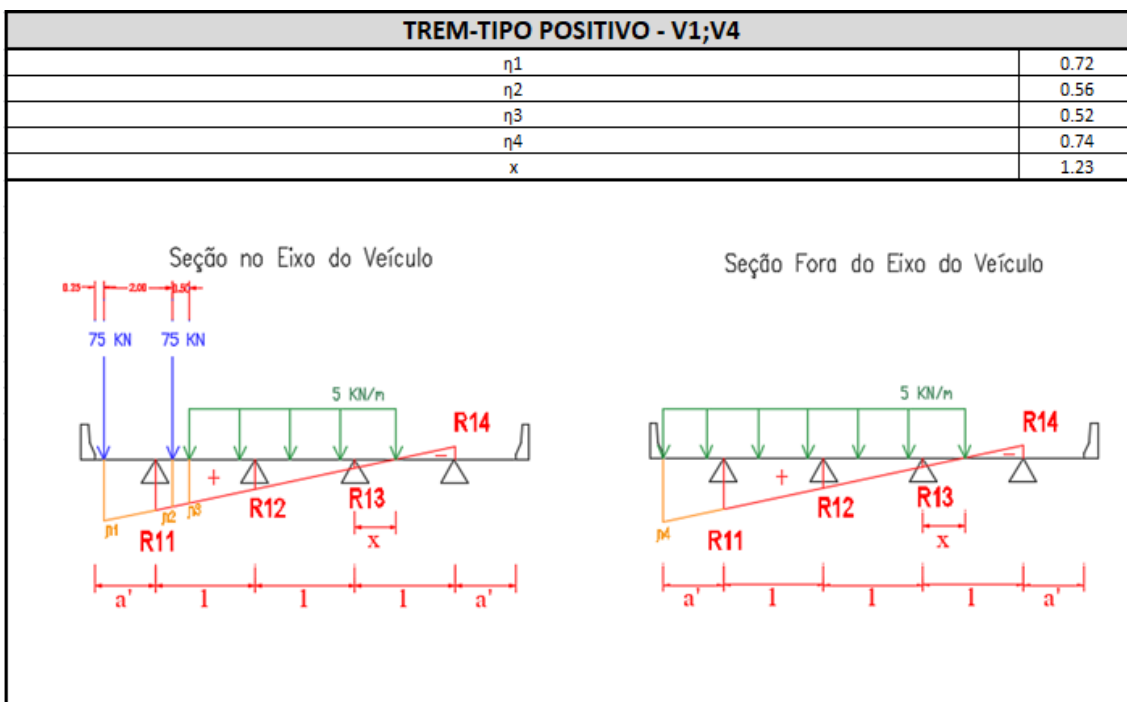 TREM-TIPO POSITIVO - V1;V4
η1 0.72
η2 0.56
η3 0.52
η4 0.74
x 1.23
Seção no Eixo do Veículo
Seção Fora do Eixo do Veículo
2.00
75 KN 75 KN
5 KN/m
5 KN/m
R14
R14
+
–
+
–
R12
R13
R12
R13
η1
η2
η3
η4
R11
x
R11
x
a' 1 1 1 a'
a' 1 1 1 a'